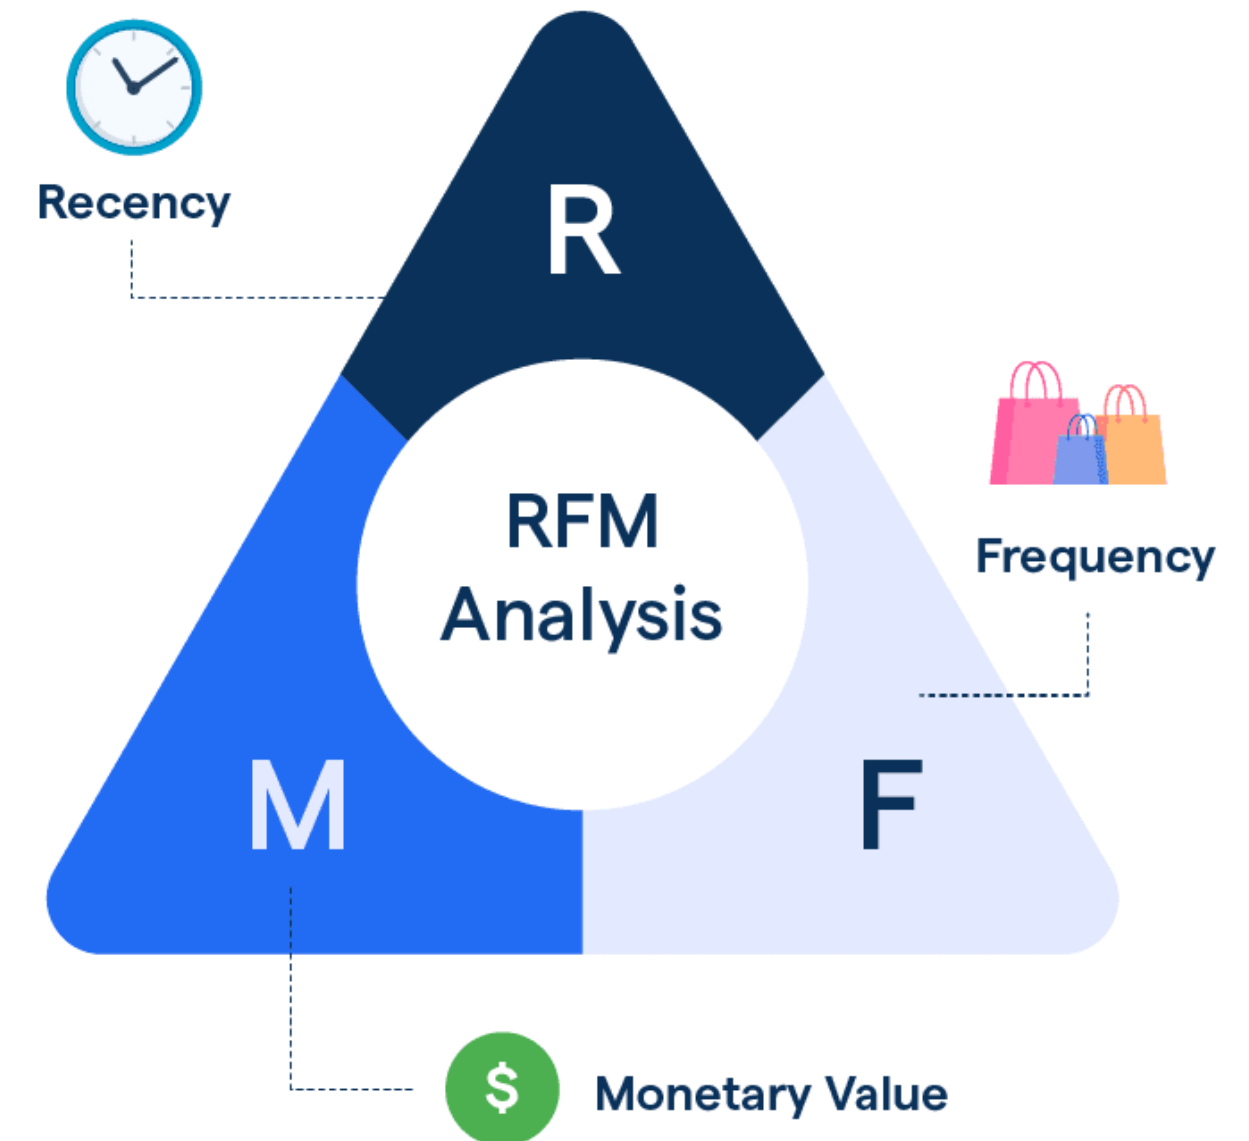 Recency
R
RFM
Analysis
Frequency
M
F
$
Monetary Value